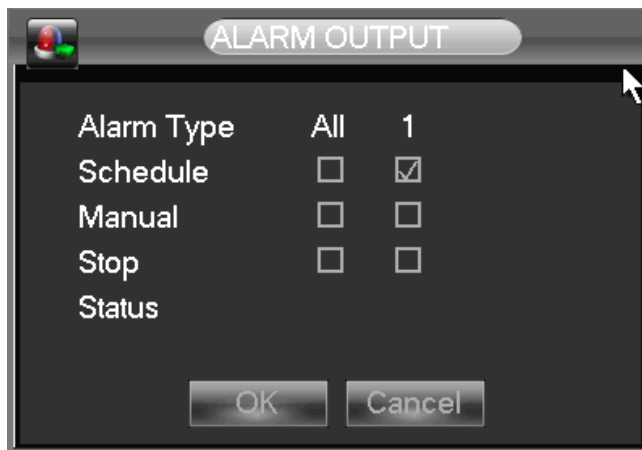 ALARM OUTPUT
Alarm Type All 1
Schedule
Manual
Stop
Status
OK Cancel